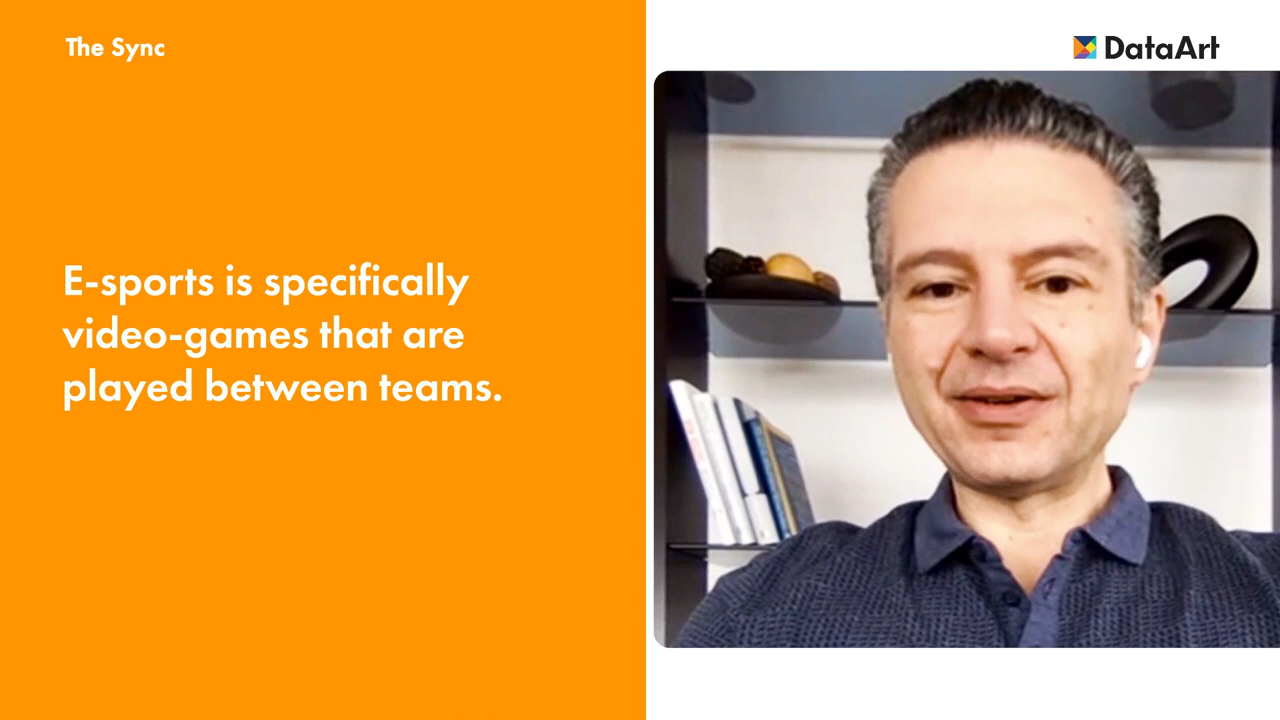 The Sync
DataArt
E-sports is specifically
video-games that are
played between teams.